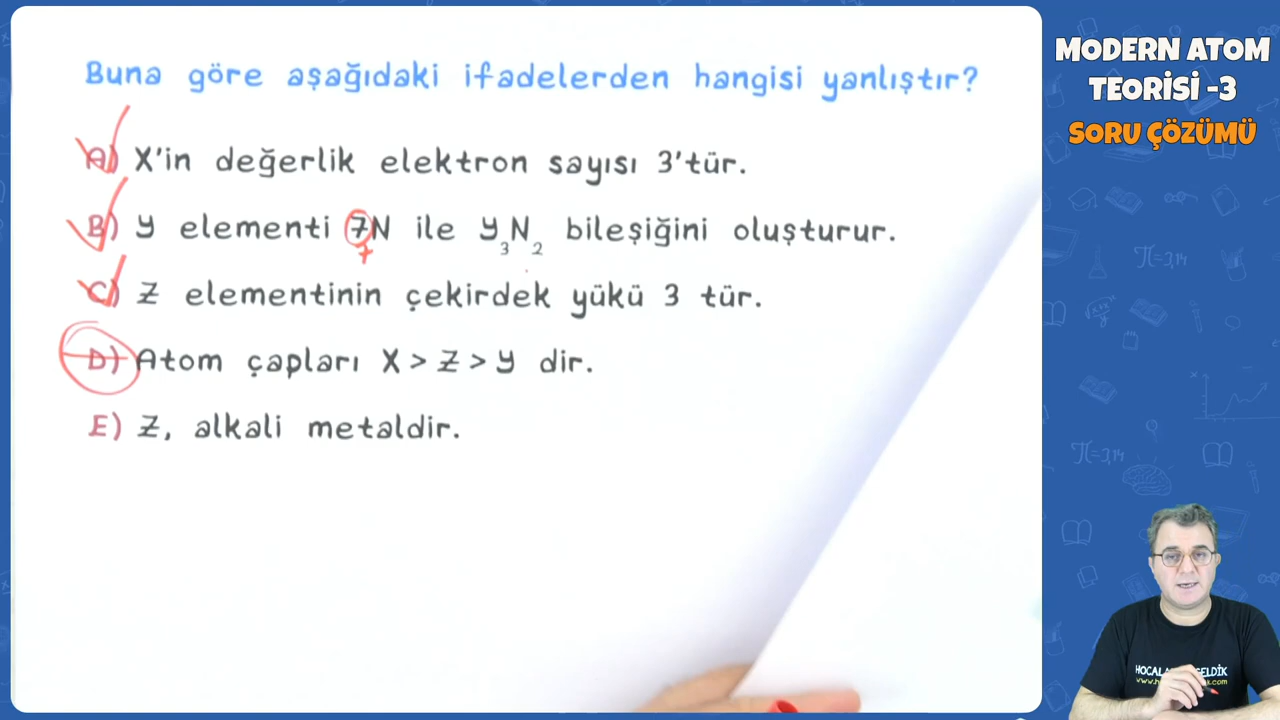 Buna göre aşağıdaki ifadelerden hangisi yanlıştır?
A) X'in değerlik elektron sayısı 3'tür.
B) Y elementi 7N ile Y3N2 bileşiğini oluşturur.
7
C) Z elementinin çekirdek yükü 3 tür.
D) Atom çapları X > Z > Y dir.
E) Z, alkali metaldir.
MODERN ATOM
TEORİSİ -3
SORU ÇÖZÜMÜ